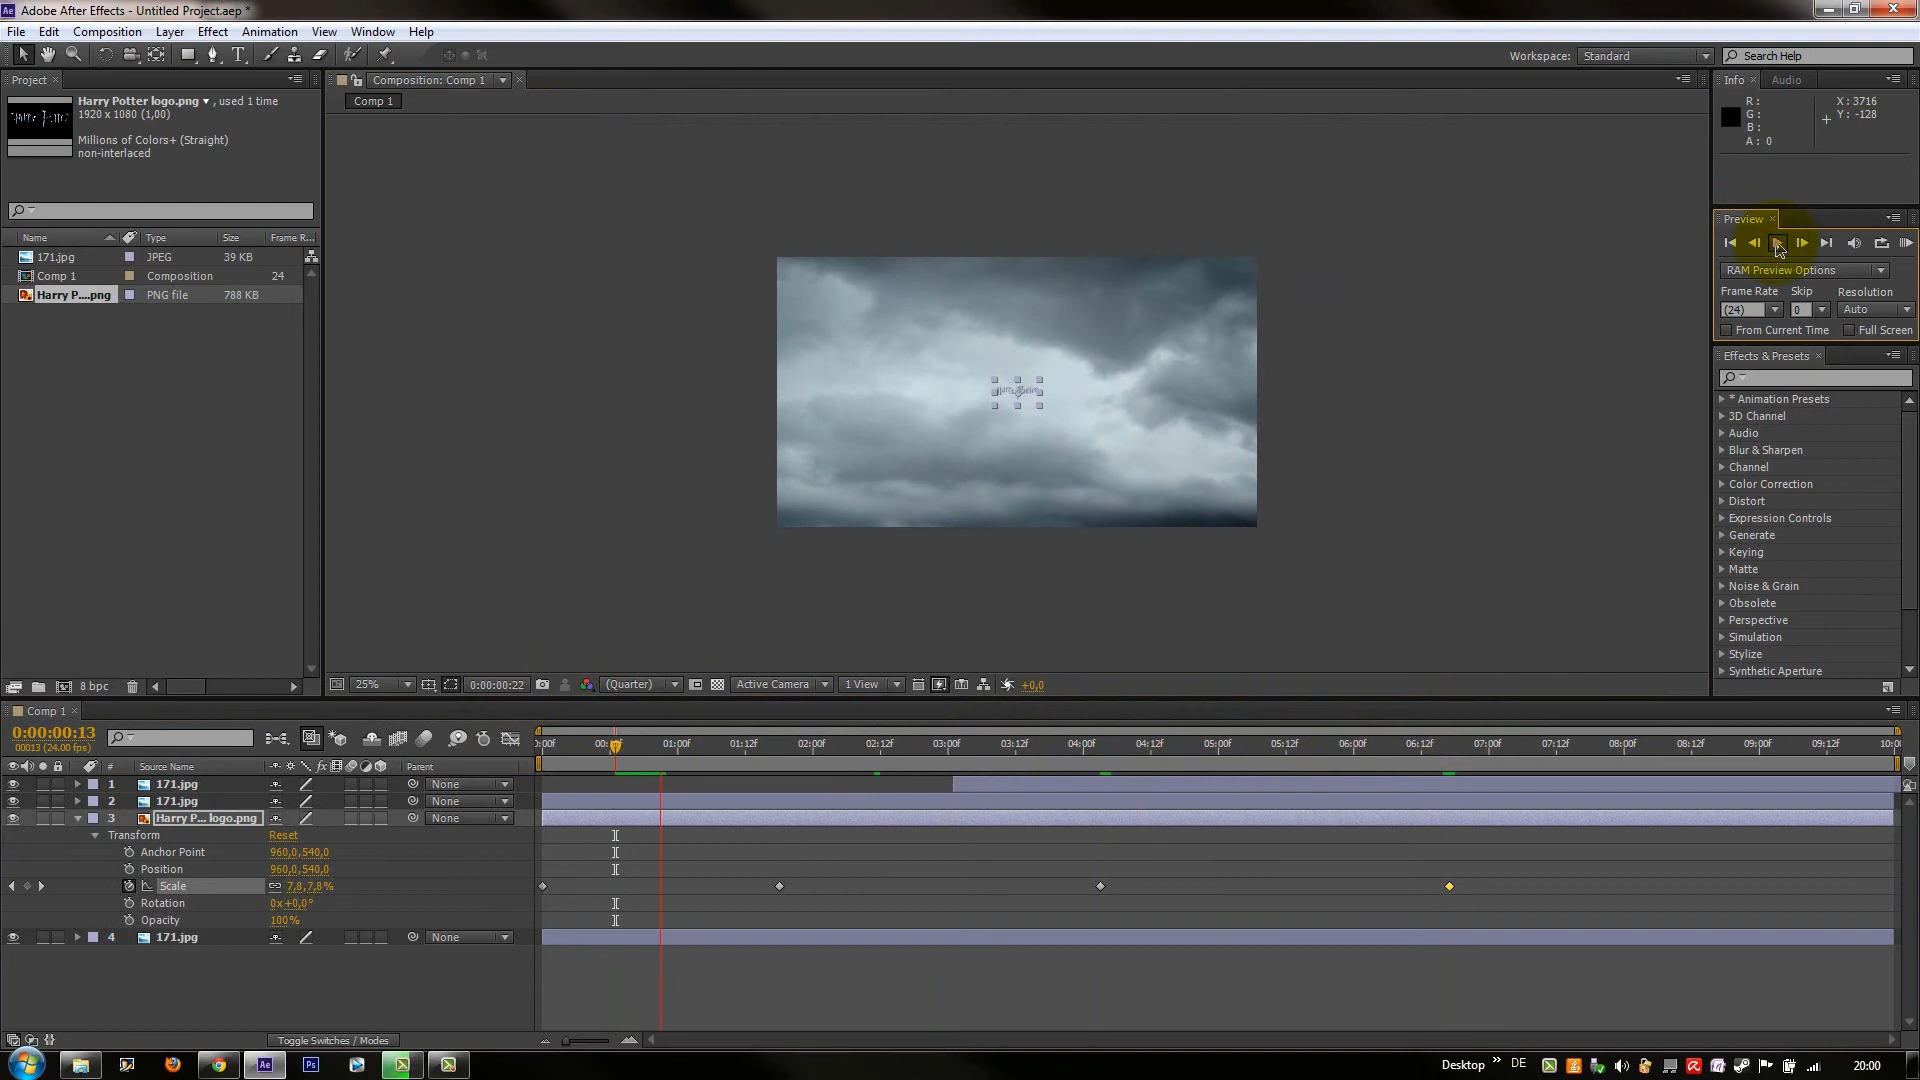 Adobe After Effects - Untitled Project.aep *
File Edit Composition Layer Effect Animation View Window Help
Workspace: Standard Search Help
Project
Harry Potter logo.png ▾ , used 1 time
1920 x 1080 (1,00)
Millions of Colors+ (Straight)
non-interlaced
Name Type Size Frame R...
171.jpg JPEG 39 KB
Comp 1 Composition 24
Harry P....png PNG file 788 KB
8 bpc
Composition: Comp 1
Comp 1
Harry Potter
25% 0:00:00:22 (Quarter) Active Camera 1 View +0,0
Info Audio
R: X: 3716
G: Y: -128
B:
A: 0
Preview
RAM Preview Options
Frame Rate Skip Resolution
(24) 0 Auto
From Current Time Full Screen
Effects & Presets
* Animation Presets
3D Channel
Audio
Blur & Sharpen
Channel
Color Correction
Distort
Expression Controls
Generate
Keying
Matte
Noise & Grain
Obsolete
Perspective
Simulation
Stylize
Synthetic Aperture
Comp 1
0:00:00:13
00013 (24.00 fps)
01:00f 01:12f 02:00f 02:12f 03:00f 03:12f 04:00f 04:12f 05:00f 05:12f 06:00f 06:12f 07:00f 07:12f 08:00f 08:12f 09:00f 09:12f
# Source Name Parent
1 171.jpg None
2 171.jpg None
3 Harry P... logo.png None
Transform Reset
Anchor Point 960,0,540,0
Position 960,0,540,0
Scale 7,8,7,8%
Rotation 0x+0,0°
Opacity 100%
4 171.jpg None
Toggle Switches / Modes
Desktop DE 20:00